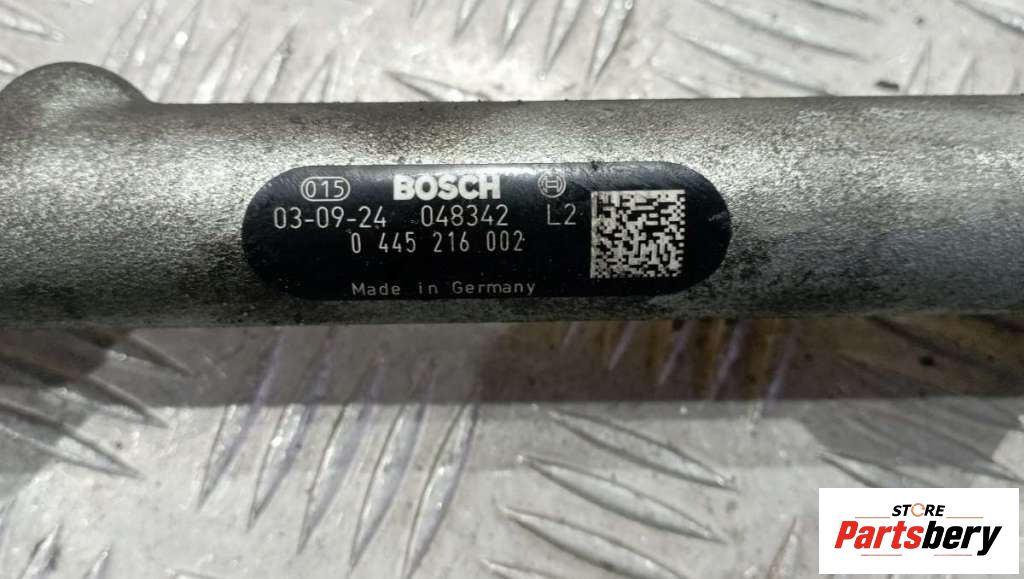 015 BOSCH
03-09-24 048342 L2
0 445 216 002
Made in Germany
STORE
Partsbery